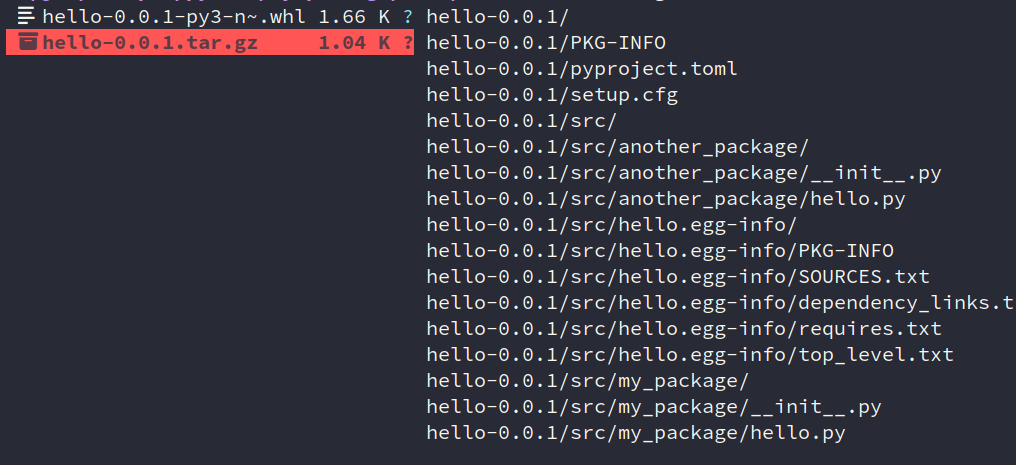 hello-0.0.1-py3-n~.whl 1.66 K ?
hello-0.0.1.tar.gz 1.04 K ?
hello-0.0.1/
hello-0.0.1/PKG-INFO
hello-0.0.1/pyproject.toml
hello-0.0.1/setup.cfg
hello-0.0.1/src/
hello-0.0.1/src/another_package/
hello-0.0.1/src/another_package/__init__.py
hello-0.0.1/src/another_package/hello.py
hello-0.0.1/src/hello.egg-info/
hello-0.0.1/src/hello.egg-info/PKG-INFO
hello-0.0.1/src/hello.egg-info/SOURCES.txt
hello-0.0.1/src/hello.egg-info/dependency_links.t
hello-0.0.1/src/hello.egg-info/requires.txt
hello-0.0.1/src/hello.egg-info/top_level.txt
hello-0.0.1/src/my_package/
hello-0.0.1/src/my_package/__init__.py
hello-0.0.1/src/my_package/hello.py